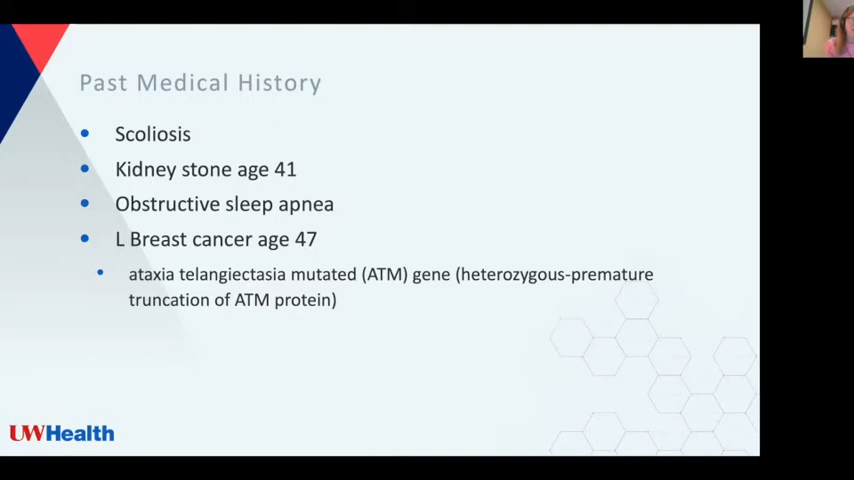 Past Medical History
Scoliosis
Kidney stone age 41
Obstructive sleep apnea
L Breast cancer age 47
ataxia telangiectasia mutated (ATM) gene (heterozygous-premature
truncation of ATM protein)
UWHealth